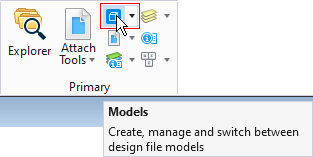 Explorer
Attach
Tools
Primary
Models
Create, manage and switch between
design file models